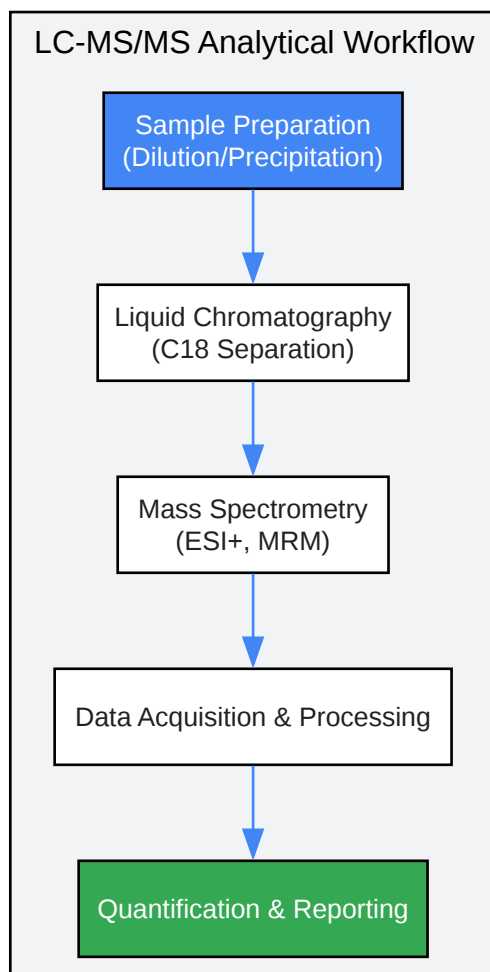 LC-MS/MS Analytical Workflow
Sample Preparation
(Dilution/Precipitation)
Liquid Chromatography
(C18 Separation)
Mass Spectrometry
(ESI+, MRM)
Data Acquisition & Processing
Quantification & Reporting